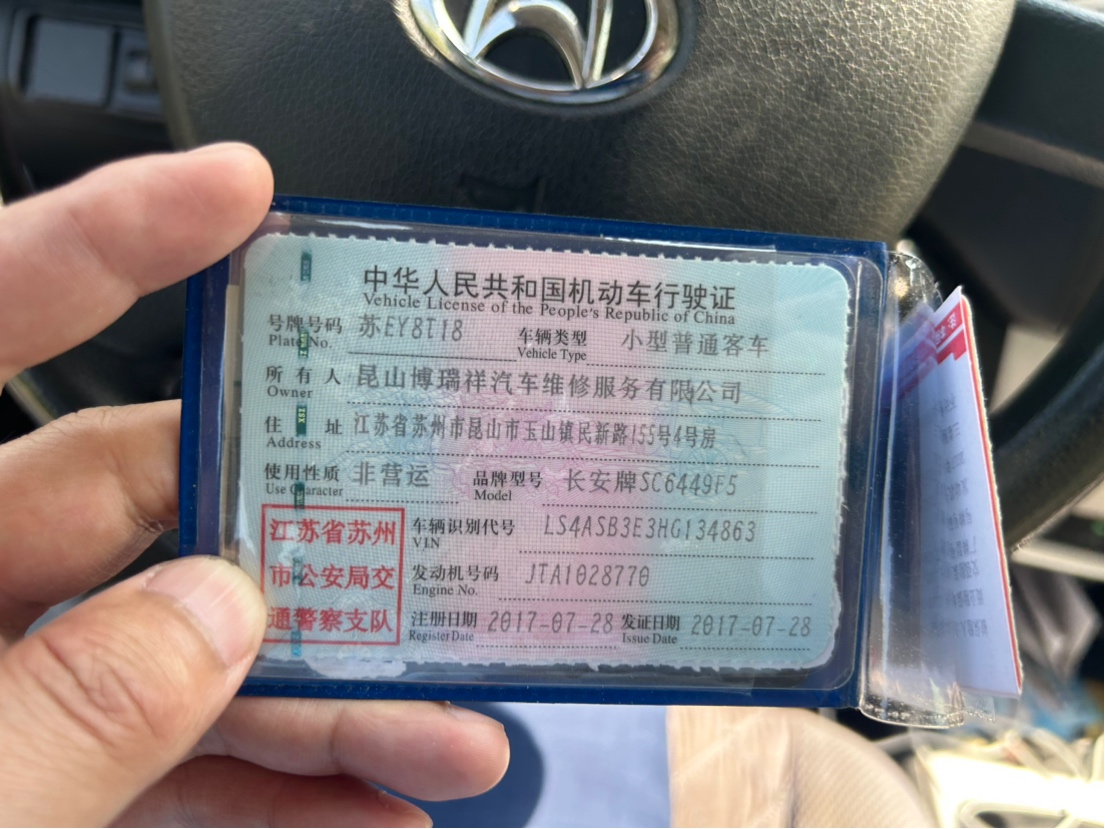 中华人民共和国机动车行驶证
Vehicle License of the People's Republic of China
号牌号码 苏EY8T18 车辆类型 小型普通客车
Plate No. Vehicle Type
所有人 昆山博瑞祥汽车维修服务有限公司
Owner
住址 江苏省苏州市昆山市玉山镇民新路155号4号房
Address
使用性质 非营运 品牌型号 长安牌SC6449F5
Use Character Model
江苏省苏州
市公安局交
通警察支队
车辆识别代号 LS4ASB3E3HG134863
VIN
发动机号码 JTA1028770
Engine No.
注册日期 2017-07-28 发证日期 2017-07-28
Register Date Issue Date